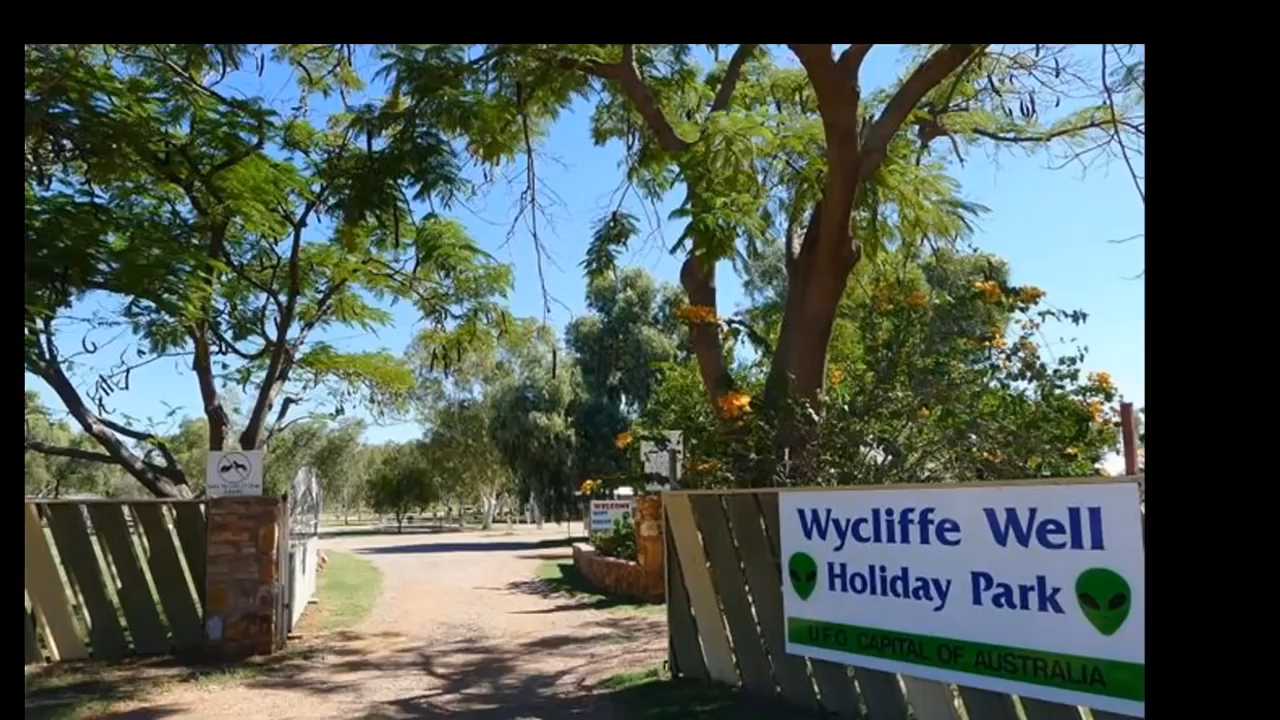 WELCOME
Wycliffe Well
Holiday Park
U.F.O. CAPITAL OF AUSTRALIA